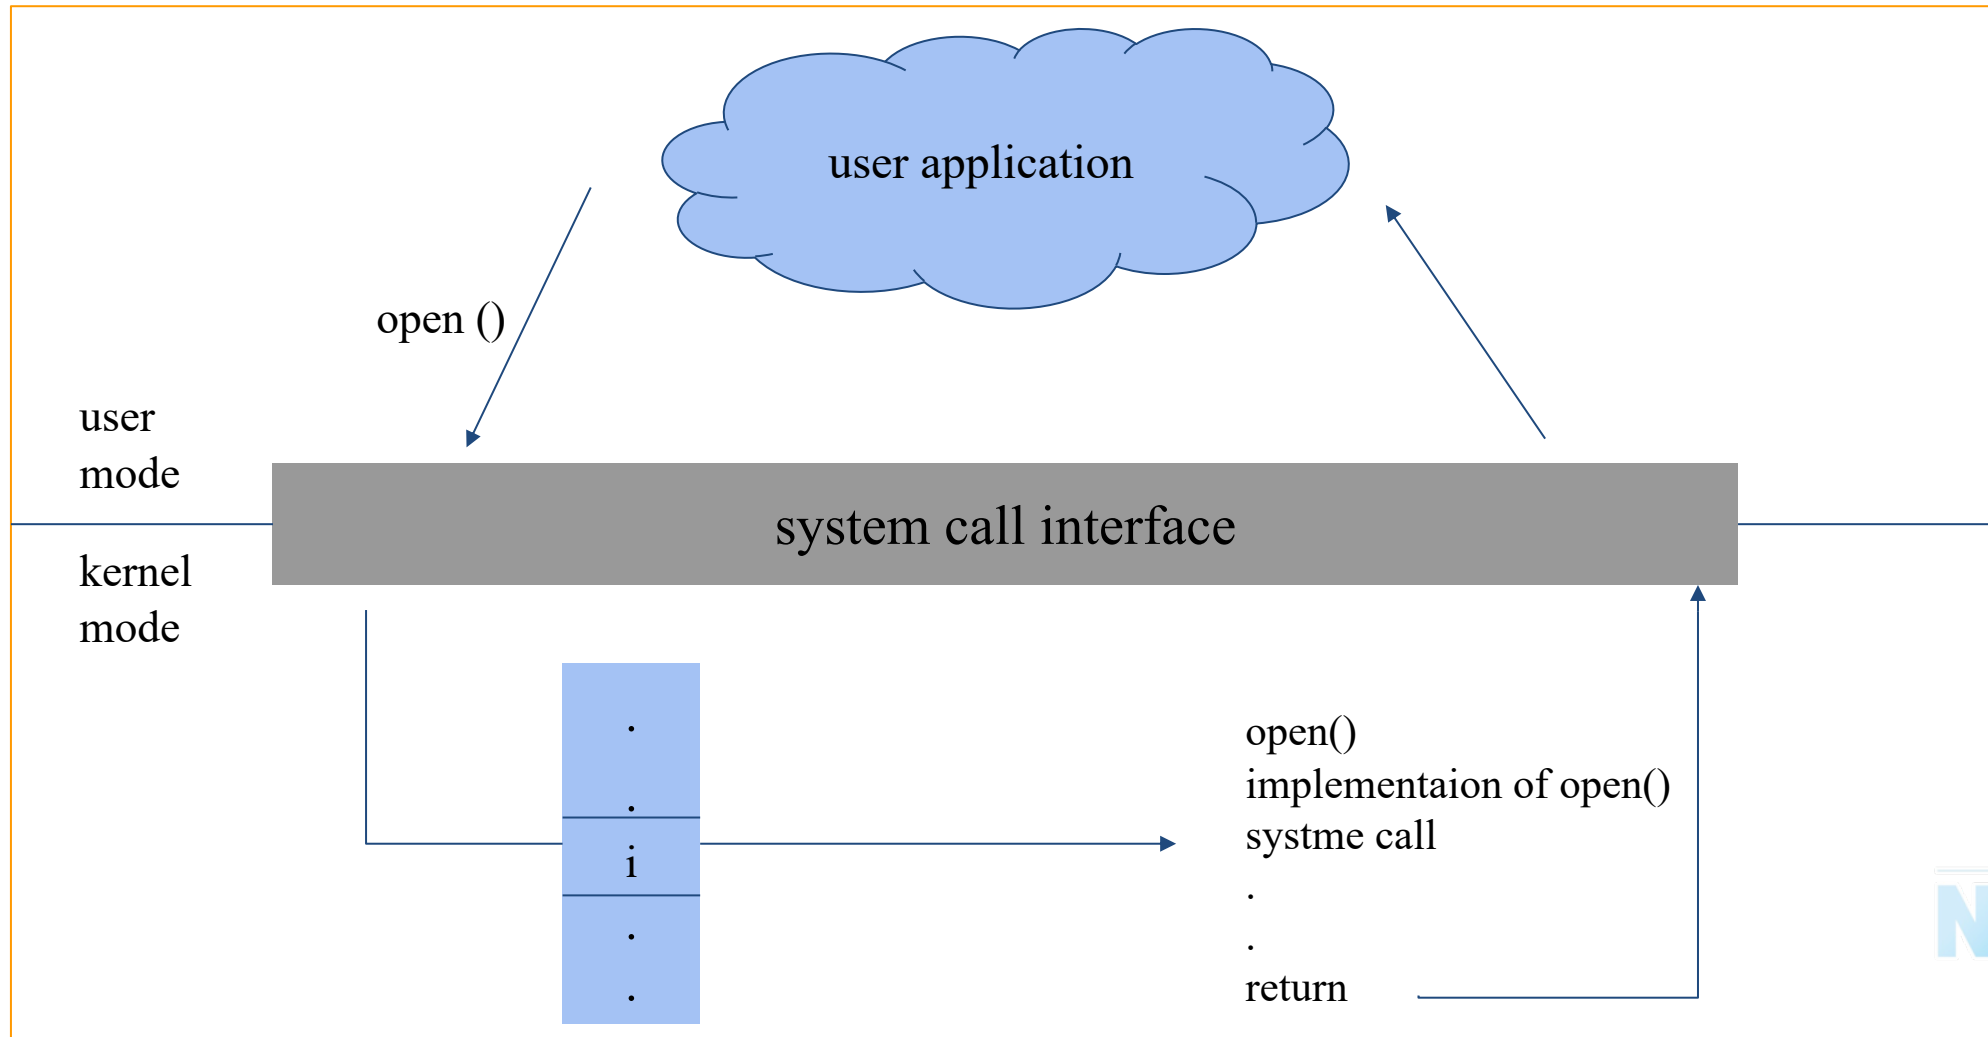 user application
open ()
user
mode
system call interface
kernel
mode
.
.
i
.
.
open()
implementaion of open()
systme call
.
.
return